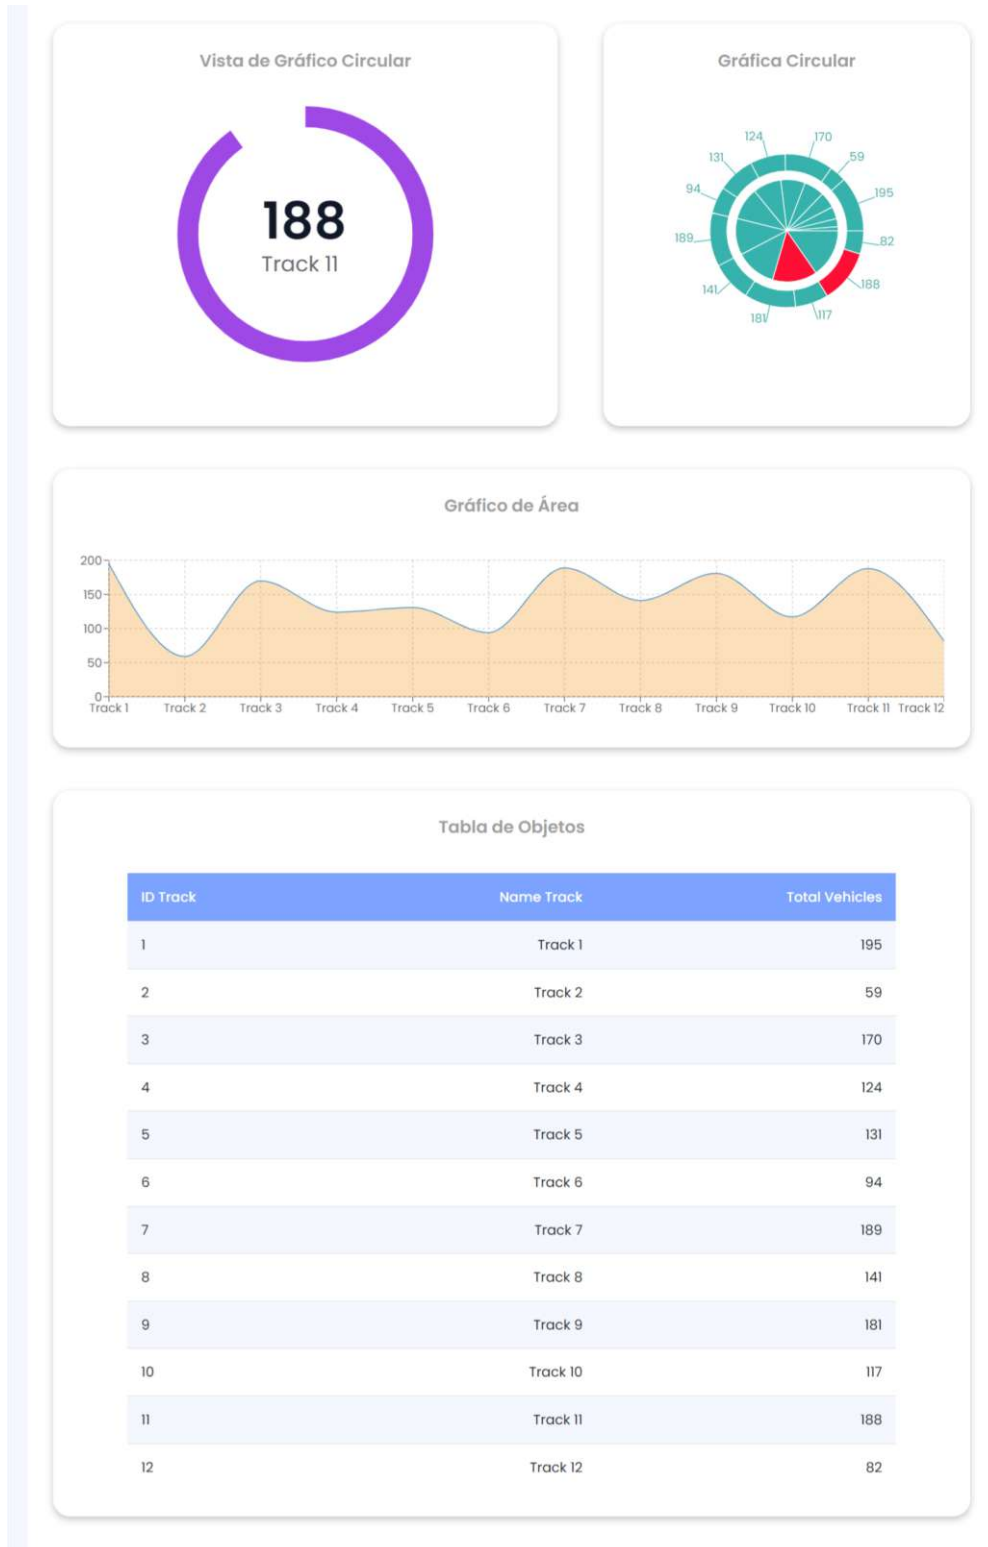 Vista de Gráfico Circular
188
Track 11
Gráfica Circular
124
170
131
59
94
195
189
82
141
188
181
117
Gráfico de Área
200
150
100
50
0
Track 1 Track 2 Track 3 Track 4 Track 5 Track 6 Track 7 Track 8 Track 9 Track 10 Track 11 Track 12
Tabla de Objetos
ID Track Name Track Total Vehicles
1 Track 1 195
2 Track 2 59
3 Track 3 170
4 Track 4 124
5 Track 5 131
6 Track 6 94
7 Track 7 189
8 Track 8 141
9 Track 9 181
10 Track 10 117
11 Track 11 188
12 Track 12 82